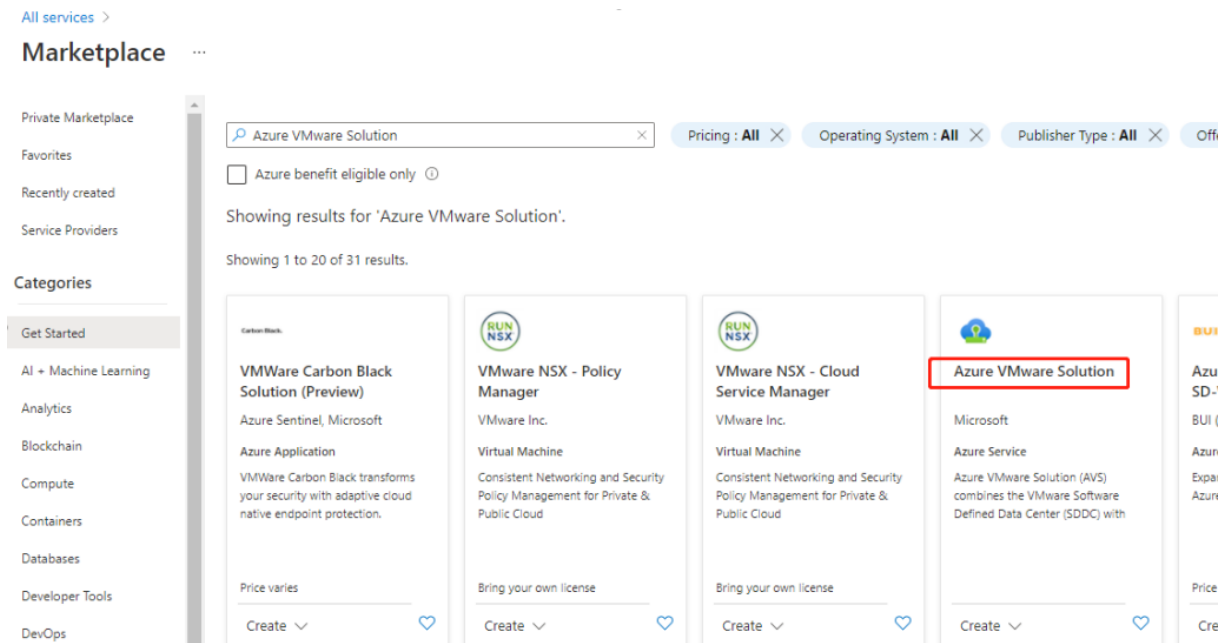 All services >
Marketplace ...
Private Marketplace
Favorites
Recently created
Service Providers
Categories
Get Started
AI + Machine Learning
Analytics
Blockchain
Compute
Containers
Databases
Developer Tools
DevOps
Azure VMware Solution
Pricing : All
Operating System : All
Publisher Type : All
Azure benefit eligible only
Showing results for 'Azure VMware Solution'.
Showing 1 to 20 of 31 results.
Carbon Black.
VMWare Carbon Black
Solution (Preview)
Azure Sentinel, Microsoft
Azure Application
VMWare Carbon Black transforms
your security with adaptive cloud
native endpoint protection.
Price varies
Create
RUN
NSX
VMware NSX - Policy
Manager
VMware Inc.
Virtual Machine
Consistent Networking and Security
Policy Management for Private &
Public Cloud
Bring your own license
Create
RUN
NSX
VMware NSX - Cloud
Service Manager
VMware Inc.
Virtual Machine
Consistent Networking and Security
Policy Management for Private &
Public Cloud
Bring your own license
Create
Azure VMware Solution
Microsoft
Azure Service
Azure VMware Solution (AVS)
combines the VMware Software
Defined Data Center (SDDC) with
Create
BUI (
Price